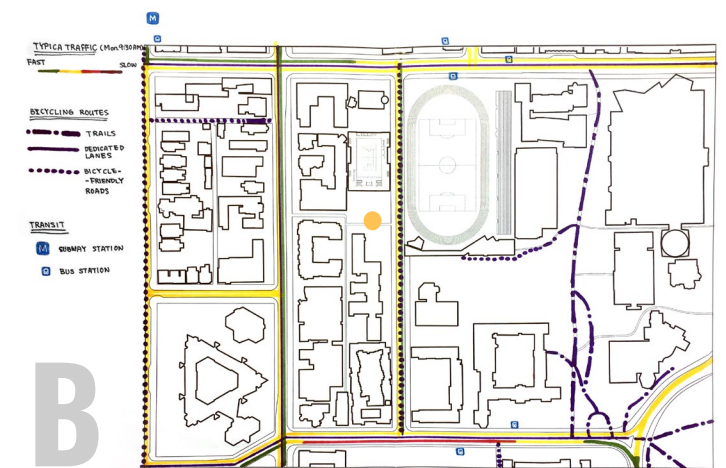 M
TYPICA TRAFFIC (Mon 9:30AM)
FAST
SLOW
BICYCLING ROUTES
TRAILS
DEDICATED
LANES
BICYCLE-
-FRIENDLY
ROADS
TRANSIT
M SUBWAY STATION
BUS STATION
B